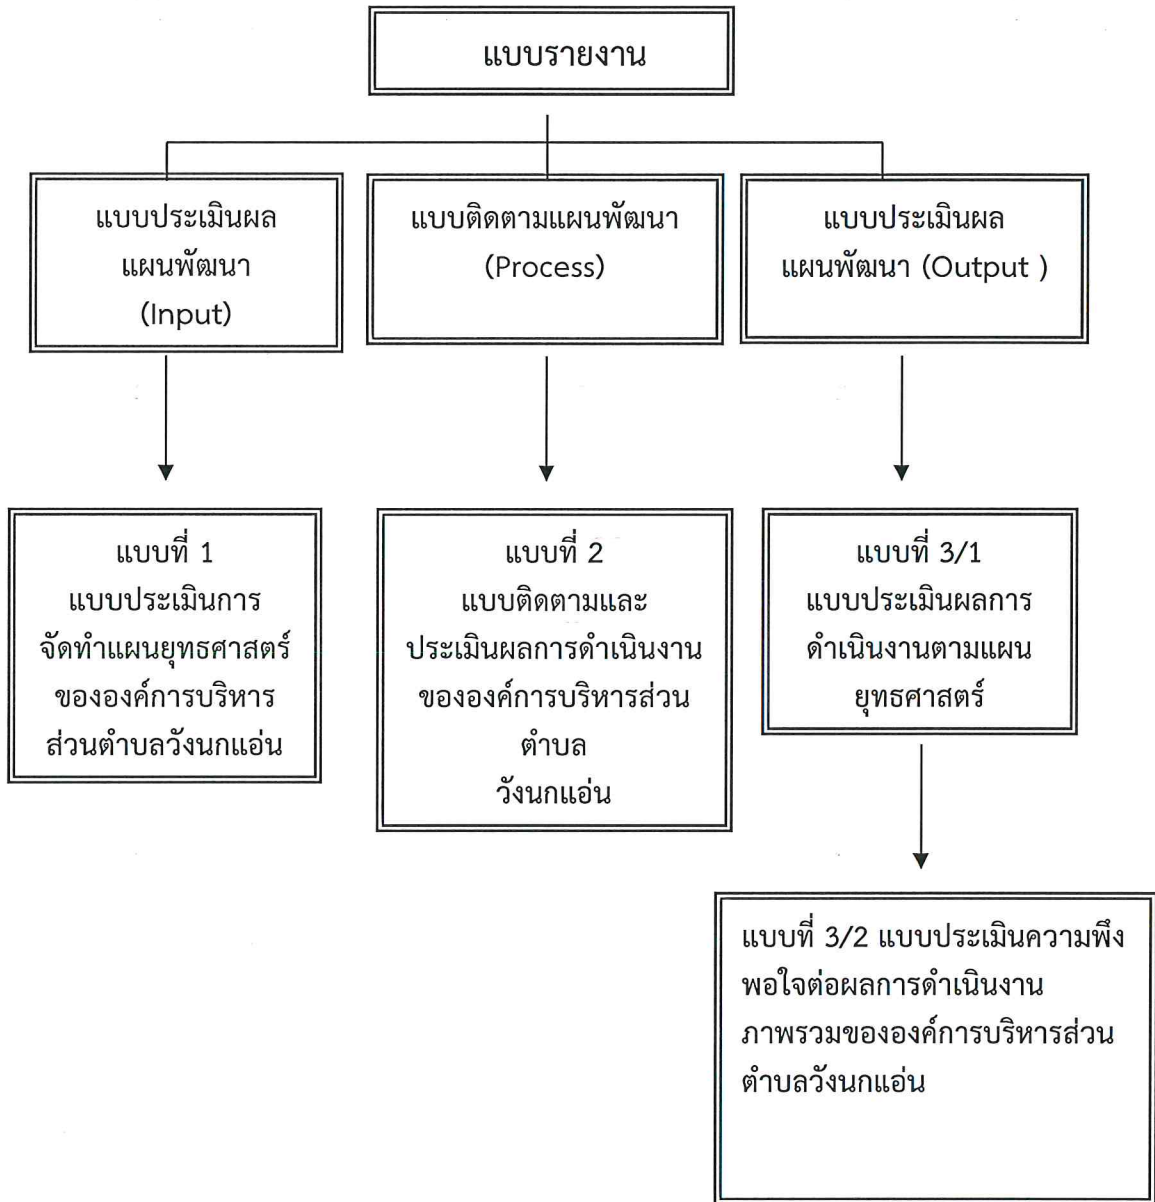 แบบรายงาน
แบบประเมินผล
แผนพัฒนา
(Input)
แบบติดตามแผนพัฒนา
(Process)
แบบประเมินผล
แผนพัฒนา (Output )
แบบที่ 1
แบบประเมินการ
จัดทำแผนยุทธศาสตร์
ขององค์การบริหาร
ส่วนตำบลวังนกแอ่น
แบบที่ 2
แบบติดตามและ
ประเมินผลการดำเนินงาน
ขององค์การบริหารส่วน
ตำบล
วังนกแอ่น
แบบที่ 3/1
แบบประเมินผลการ
ดำเนินงานตามแผน
ยุทธศาสตร์
แบบที่ 3/2 แบบประเมินความพึง
พอใจต่อผลการดำเนินงาน
ภาพรวมขององค์การบริหารส่วน
ตำบลวังนกแอ่น